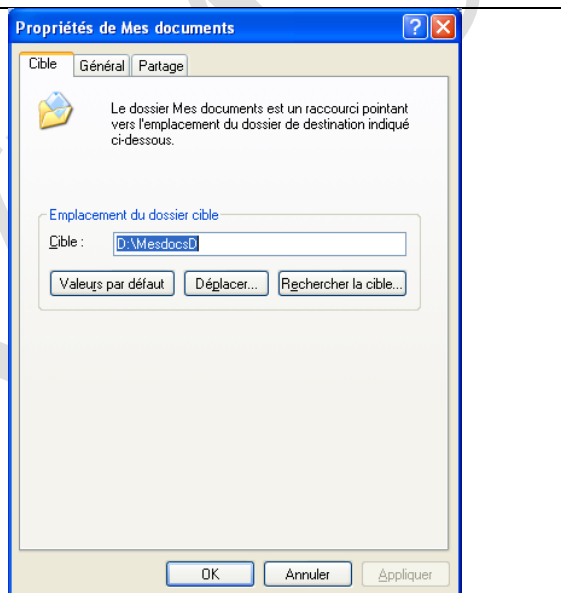 Propriétés de Mes documents
Cible Général Partage
Le dossier Mes documents est un raccourci pointant
vers l'emplacement du dossier de destination indiqué
ci-dessous.
Emplacement du dossier cible
Cible : D:\MesdocsD
Valeurs par défaut Déplacer... Rechercher la cible...
OK Annuler Appliquer